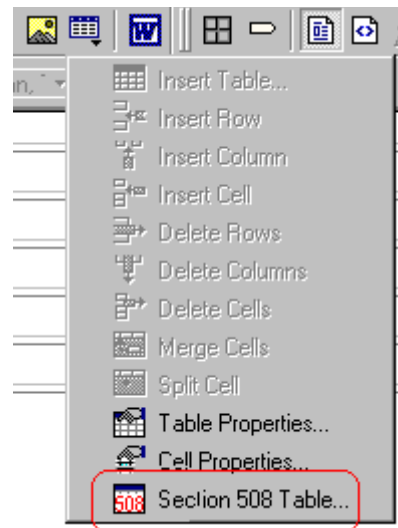 Insert Table...
Insert Row
Insert Column
Insert Cell
Delete Rows
Delete Columns
Delete Cells
Merge Cells
Split Cell
Table Properties...
Cell Properties...
508 Section 508 Table...